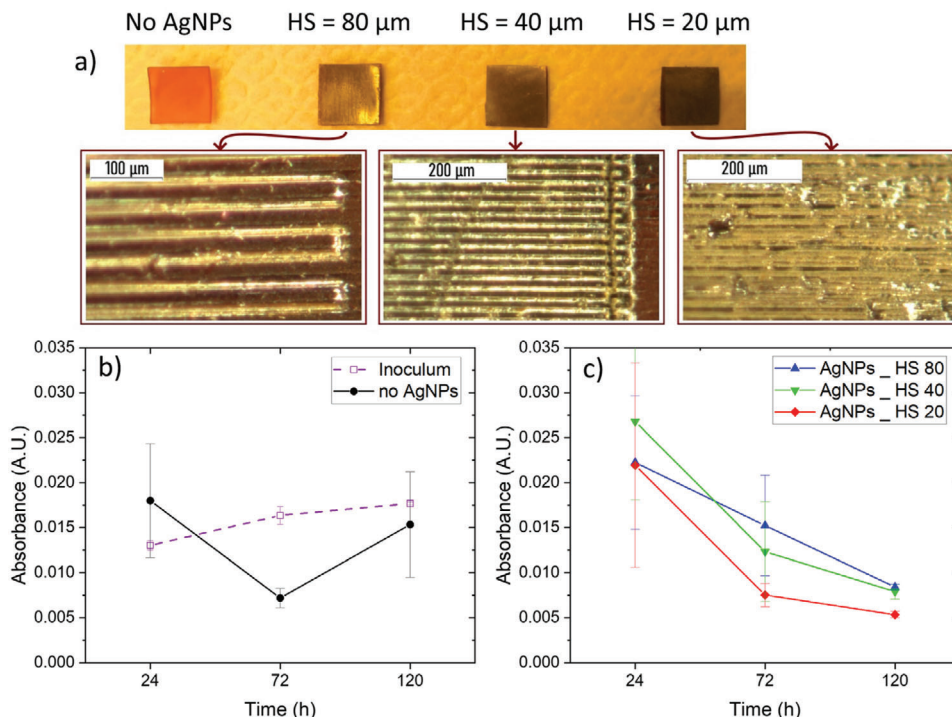 No AgNPs HS = 80 µm HS = 40 µm HS = 20 µm
a)
100 µm
200 µm
200 µm
b)
Inoculum
no AgNPs
0.035
0.030
0.025
0.020
0.015
0.010
0.005
0.000
Absorbance (A.U.)
24 72 120
Time (h)
c)
AgNPs _ HS 80
AgNPs _ HS 40
AgNPs _ HS 20
0.035
0.030
0.025
0.020
0.015
0.010
0.005
0.000
Absorbance (A.U.)
24 72 120
Time (h)